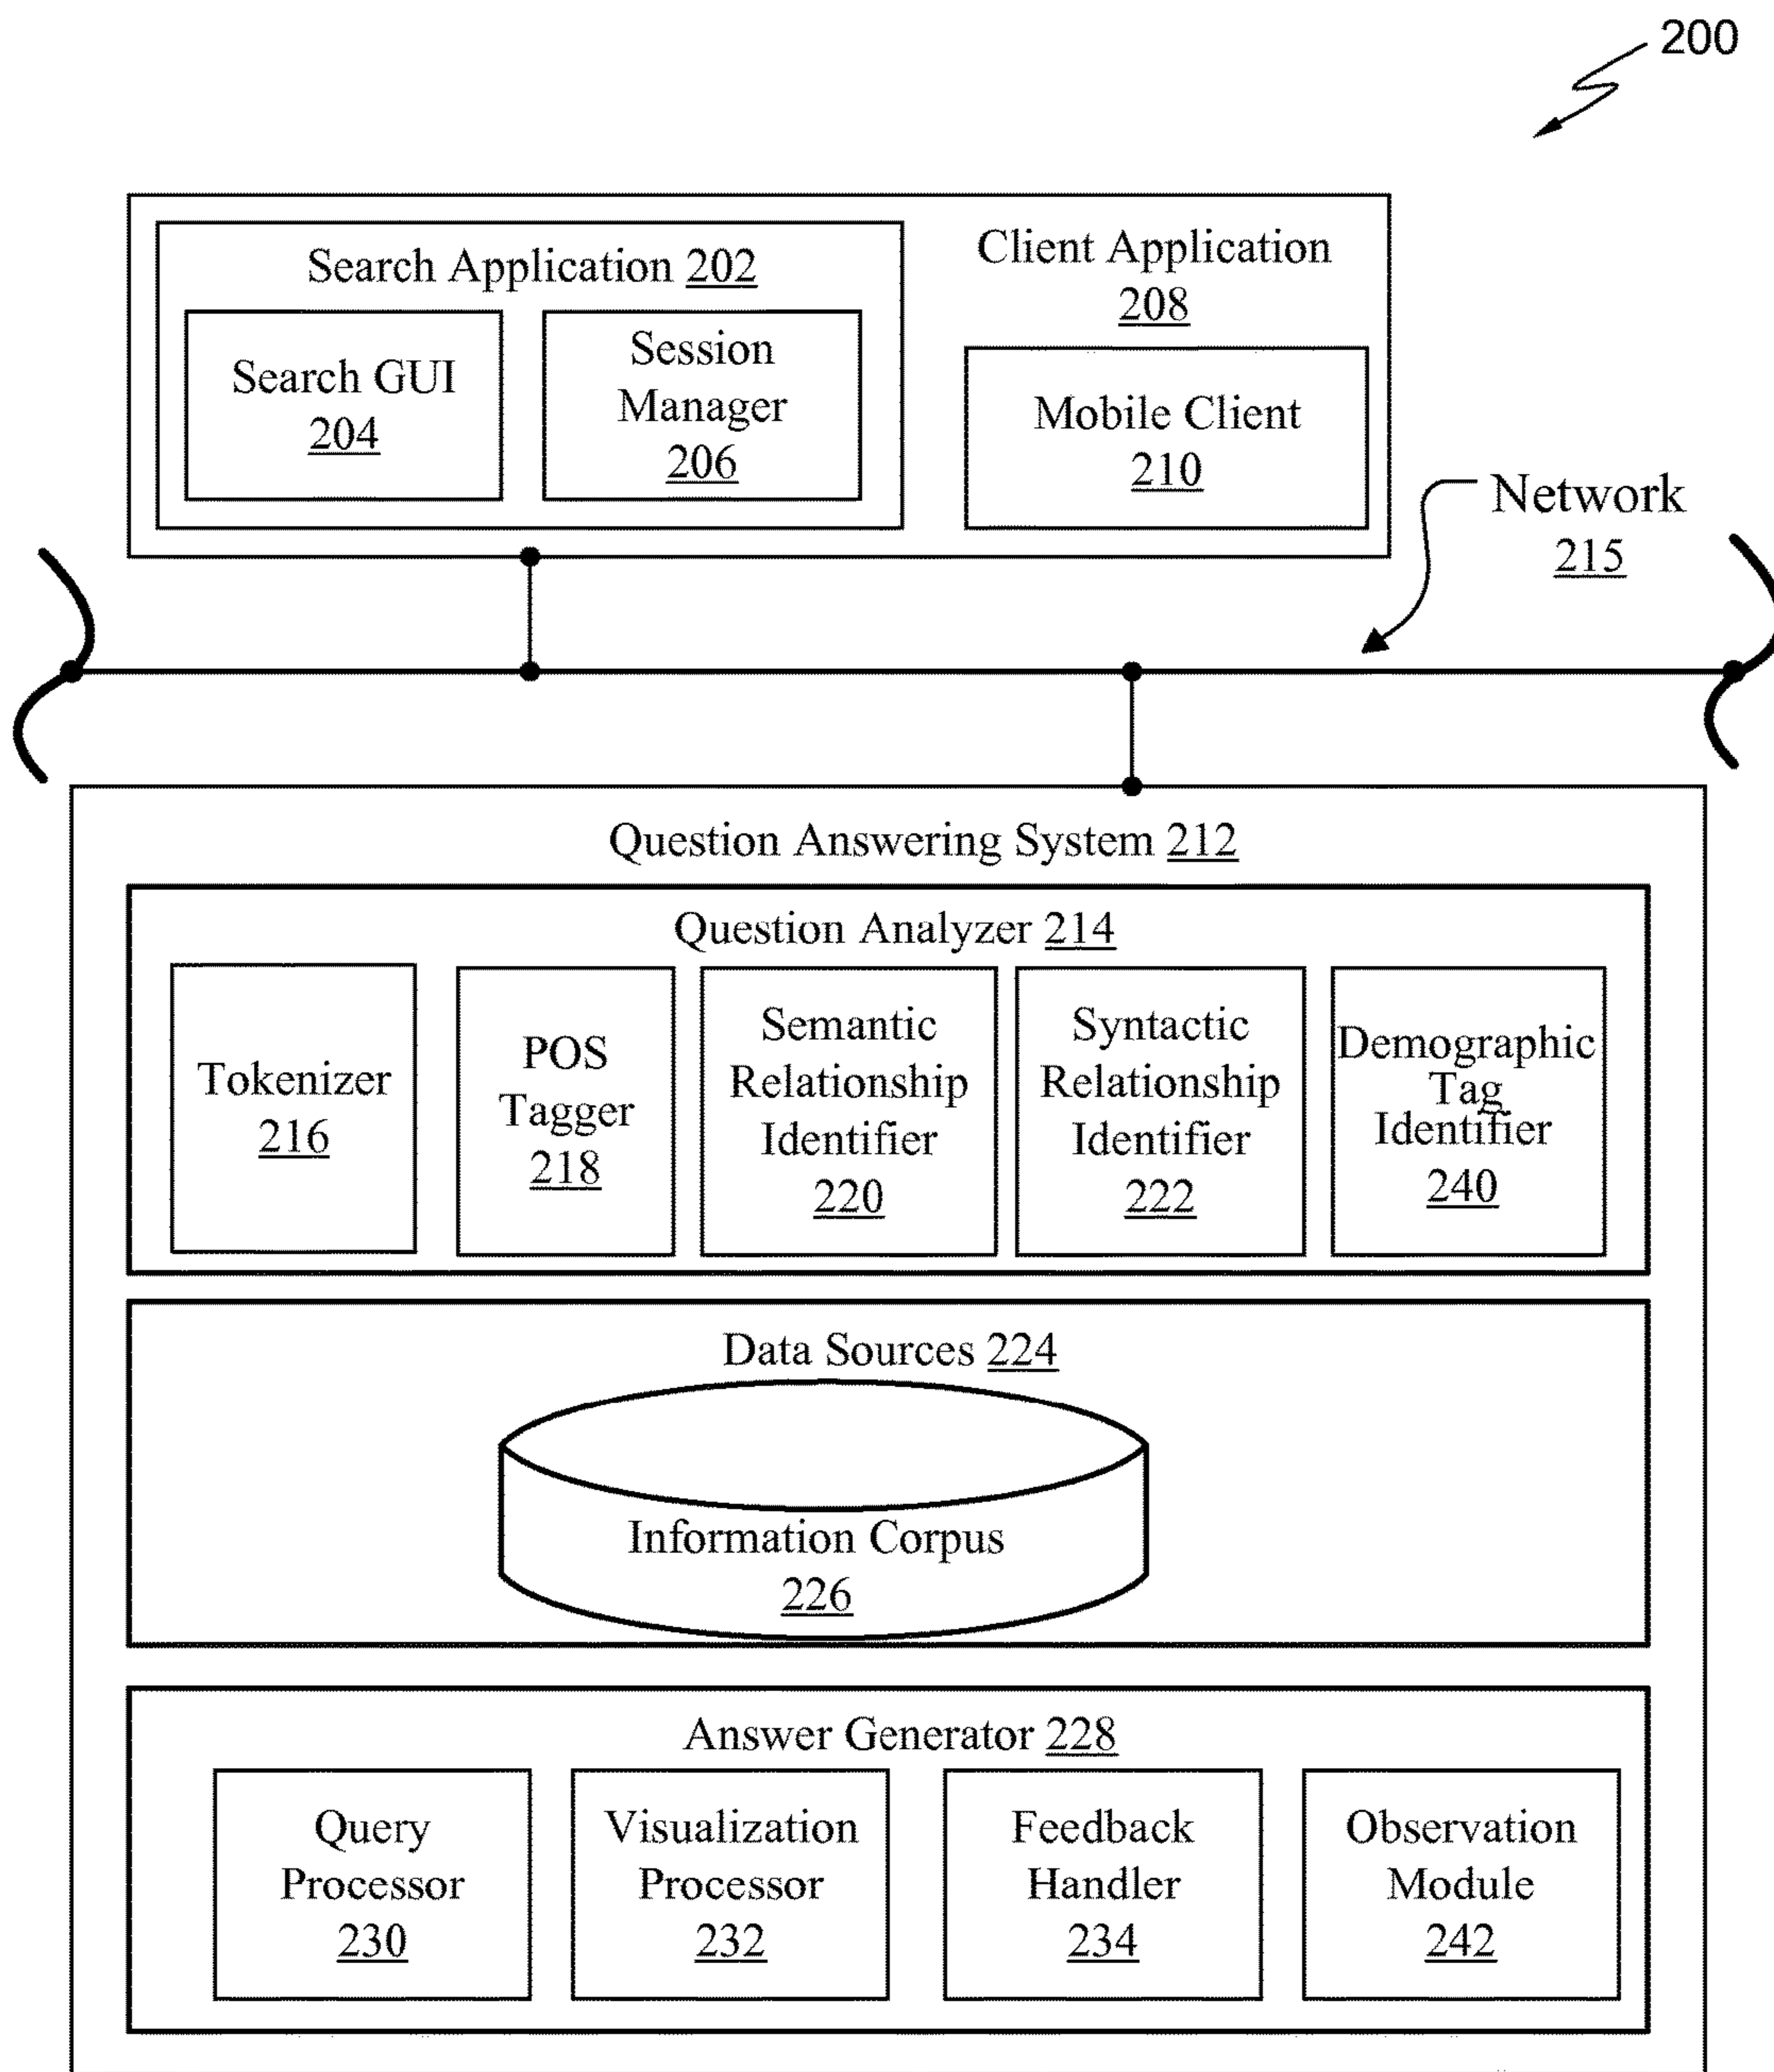 200
Search Application 202
Client Application
208
Search GUI
204
Session
Manager
206
Mobile Client
210
Network
215
Question Answering System 212
Question Analyzer 214
Tokenizer
216
POS
Tagger
218
Semantic
Relationship
Identifier
220
Syntactic
Relationship
Identifier
222
Demographic
Tag
Identifier
240
Data Sources 224
Information Corpus
226
Answer Generator 228
Query
Processor
230
Visualization
Processor
232
Feedback
Handler
234
Observation
Module
242